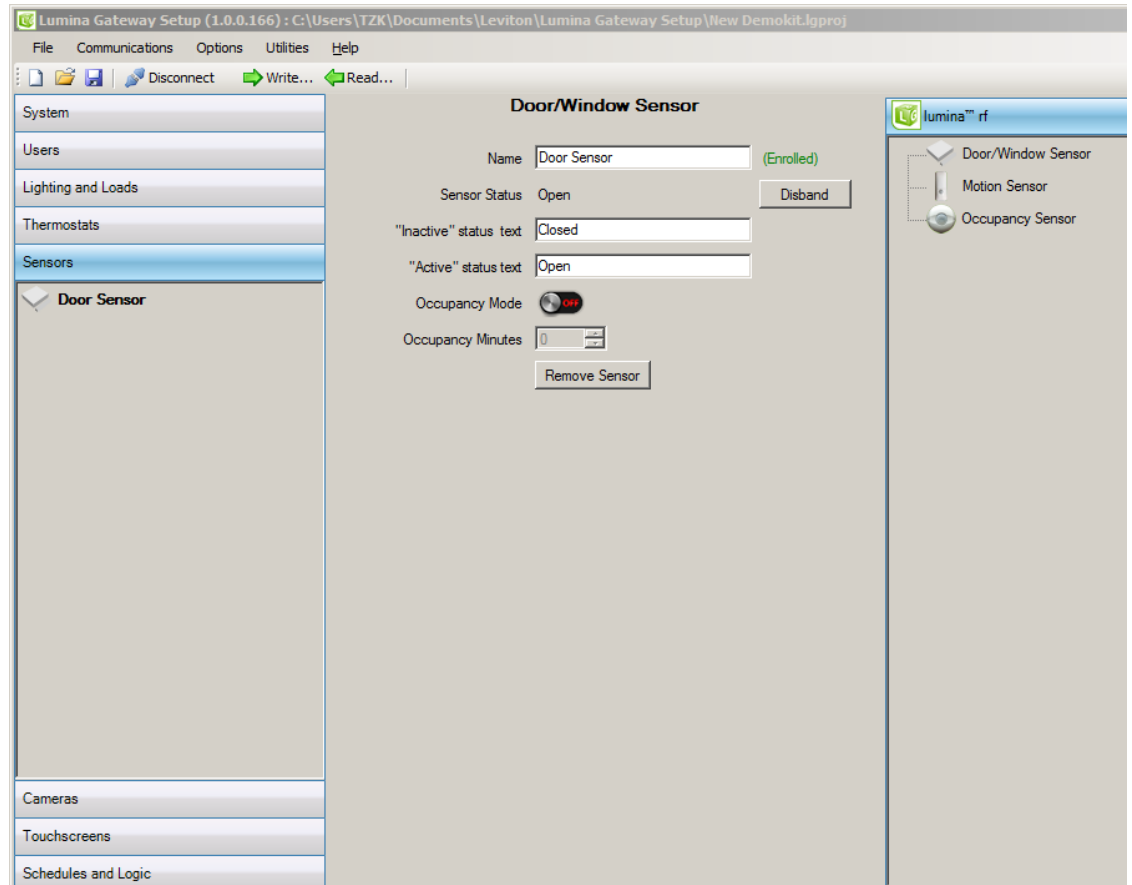 Lumina Gateway Setup (1.0.0.166) : C:\Users\TZK\Documents\Leviton\Lumina Gateway Setup\New Demokit.lgproj
File Communications Options Utilities Help
Disconnect Write... Read...
System
Users
Lighting and Loads
Thermostats
Sensors
Door Sensor
Cameras
Touchscreens
Schedules and Logic
Door/Window Sensor
Name Door Sensor (Enrolled)
Sensor Status Open Disband
"Inactive" status text Closed
"Active" status text Open
Occupancy Mode OFF
Occupancy Minutes 0
Remove Sensor
lumina™ rf
Door/Window Sensor
Motion Sensor
Occupancy Sensor